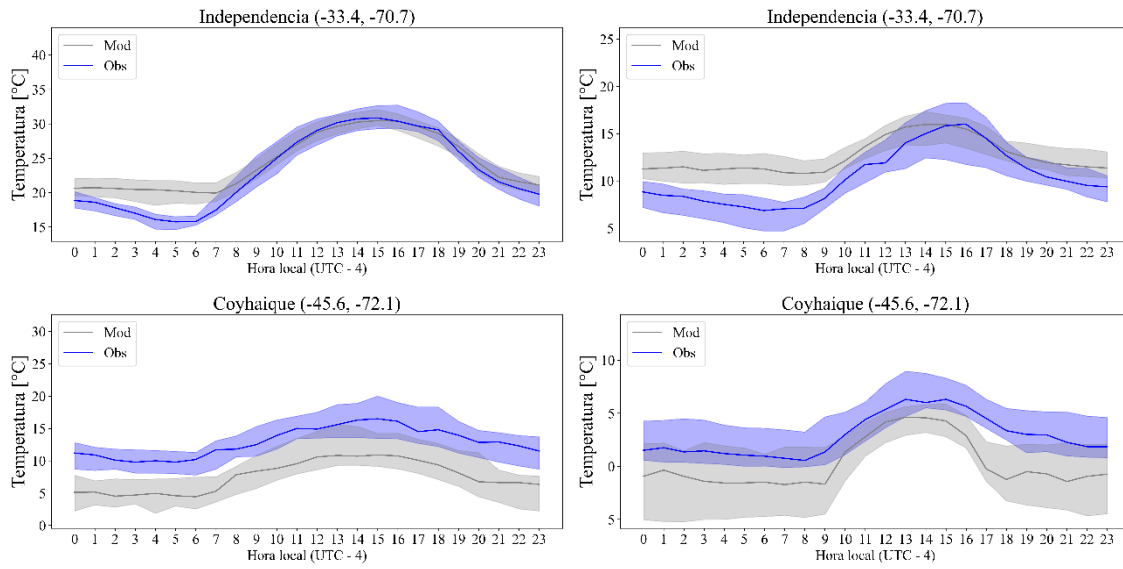 Independencia (-33.4, -70.7)
Mod
Obs
Temperatura [°C]
40
35
30
25
20
15
0 1 2 3 4 5 6 7 8 9 10 11 12 13 14 15 16 17 18 19 20 21 22 23
Hora local (UTC - 4)
Independencia (-33.4, -70.7)
Mod
Obs
Temperatura [°C]
25
20
15
10
5
0 1 2 3 4 5 6 7 8 9 10 11 12 13 14 15 16 17 18 19 20 21 22 23
Hora local (UTC - 4)
Coyhaique (-45.6, -72.1)
Mod
Obs
Temperatura [°C]
30
25
20
15
10
5
0
0 1 2 3 4 5 6 7 8 9 10 11 12 13 14 15 16 17 18 19 20 21 22 23
Hora local (UTC - 4)
Coyhaique (-45.6, -72.1)
Mod
Obs
Temperatura [°C]
10
5
0
5
0 1 2 3 4 5 6 7 8 9 10 11 12 13 14 15 16 17 18 19 20 21 22 23
Hora local (UTC - 4)